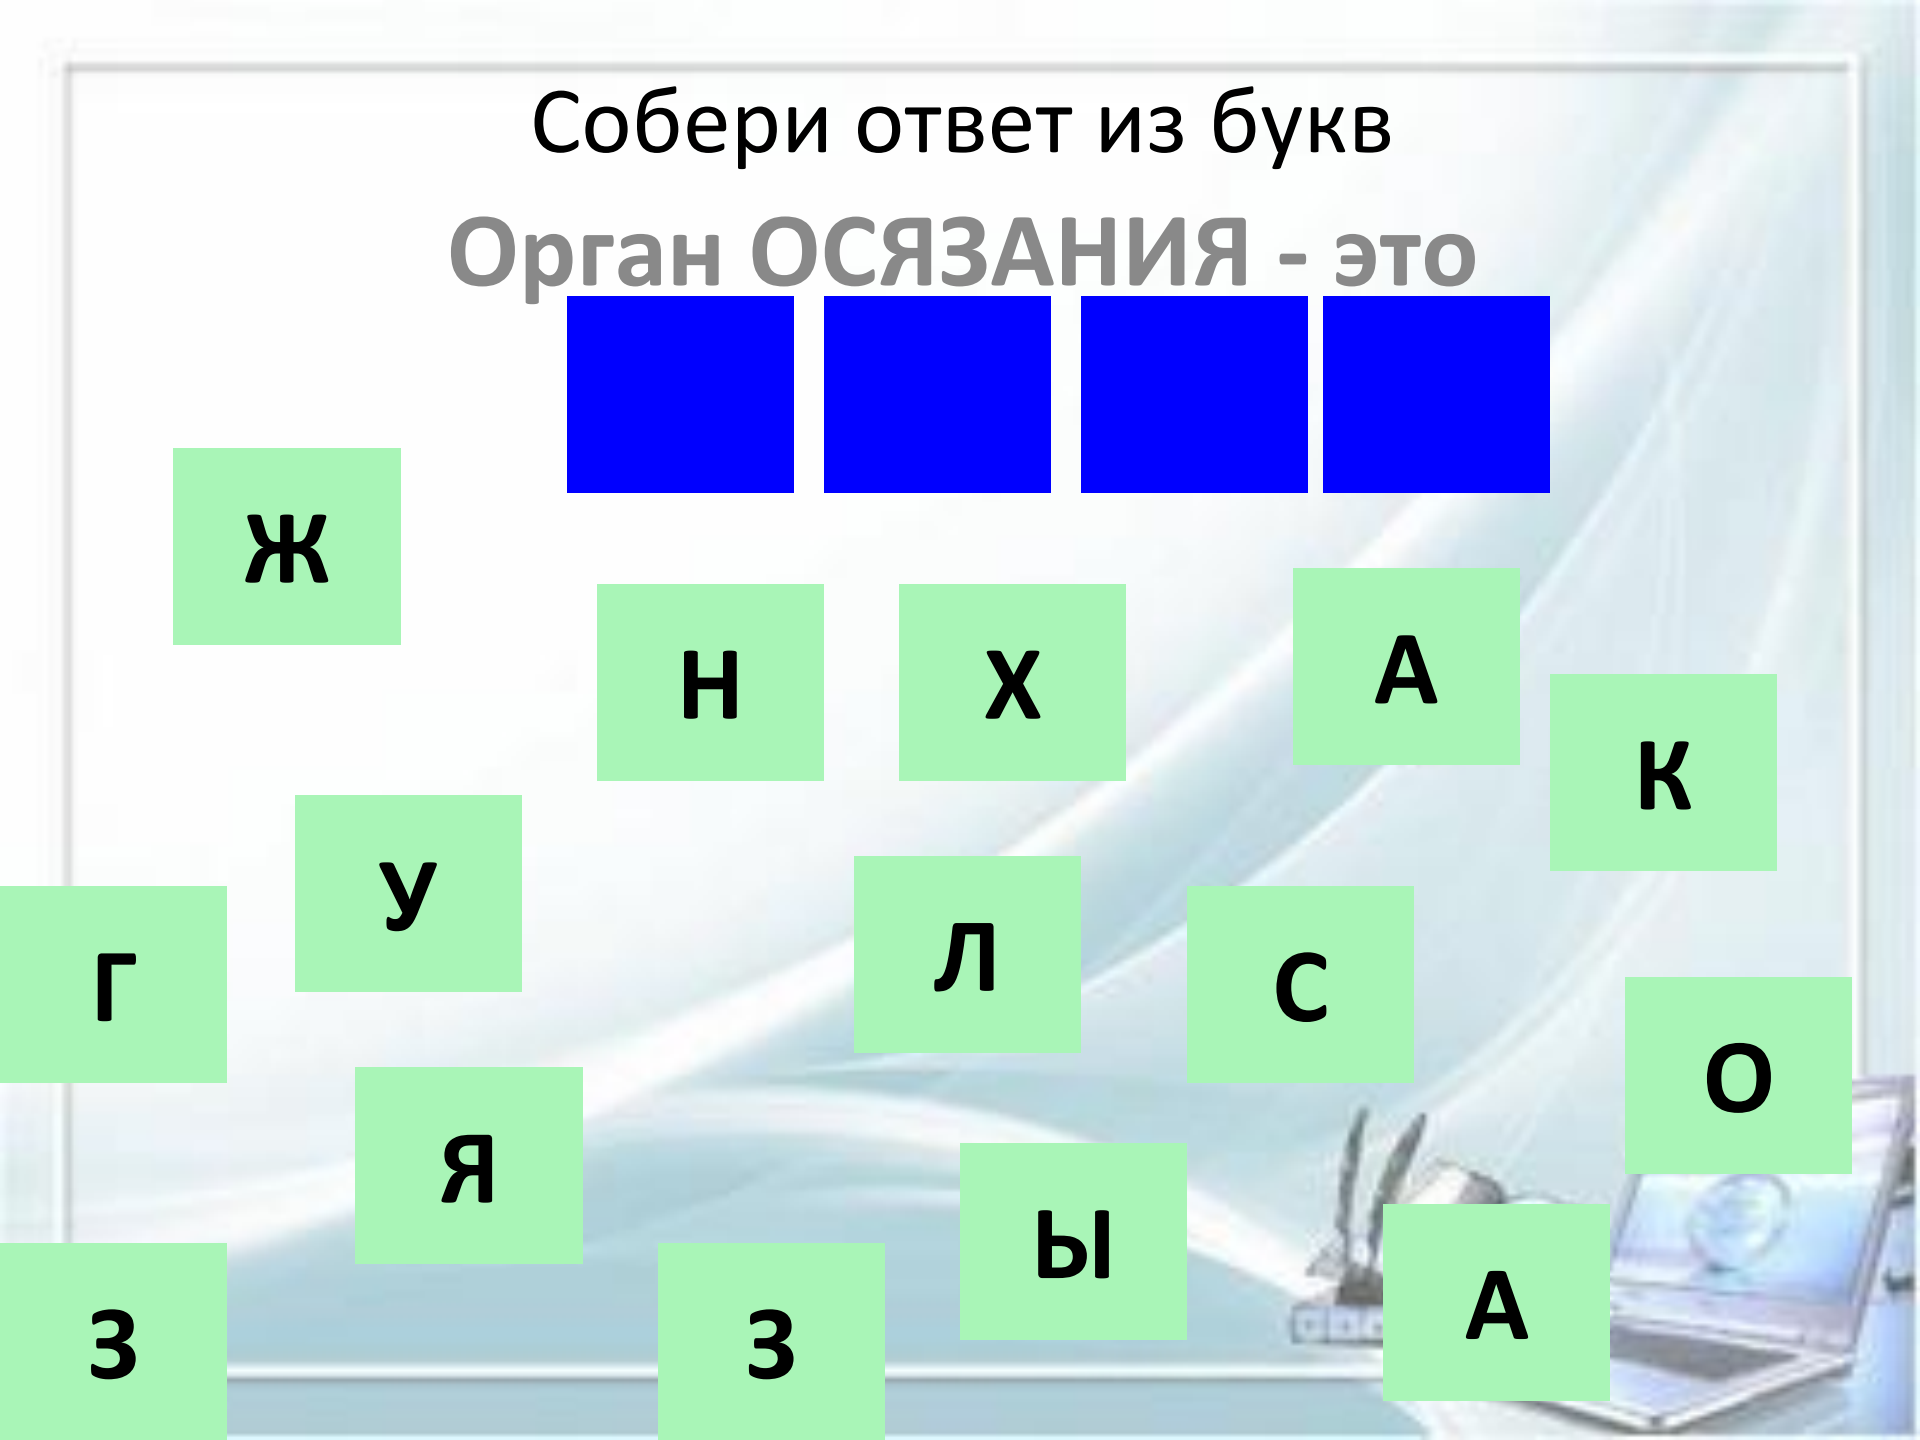 Собери ответ из букв
Орган ОСЯЗАНИЯ - это
Ж
Н
Х
А
К
У
Г
Л
С
О
Я
Ы
А
З
З